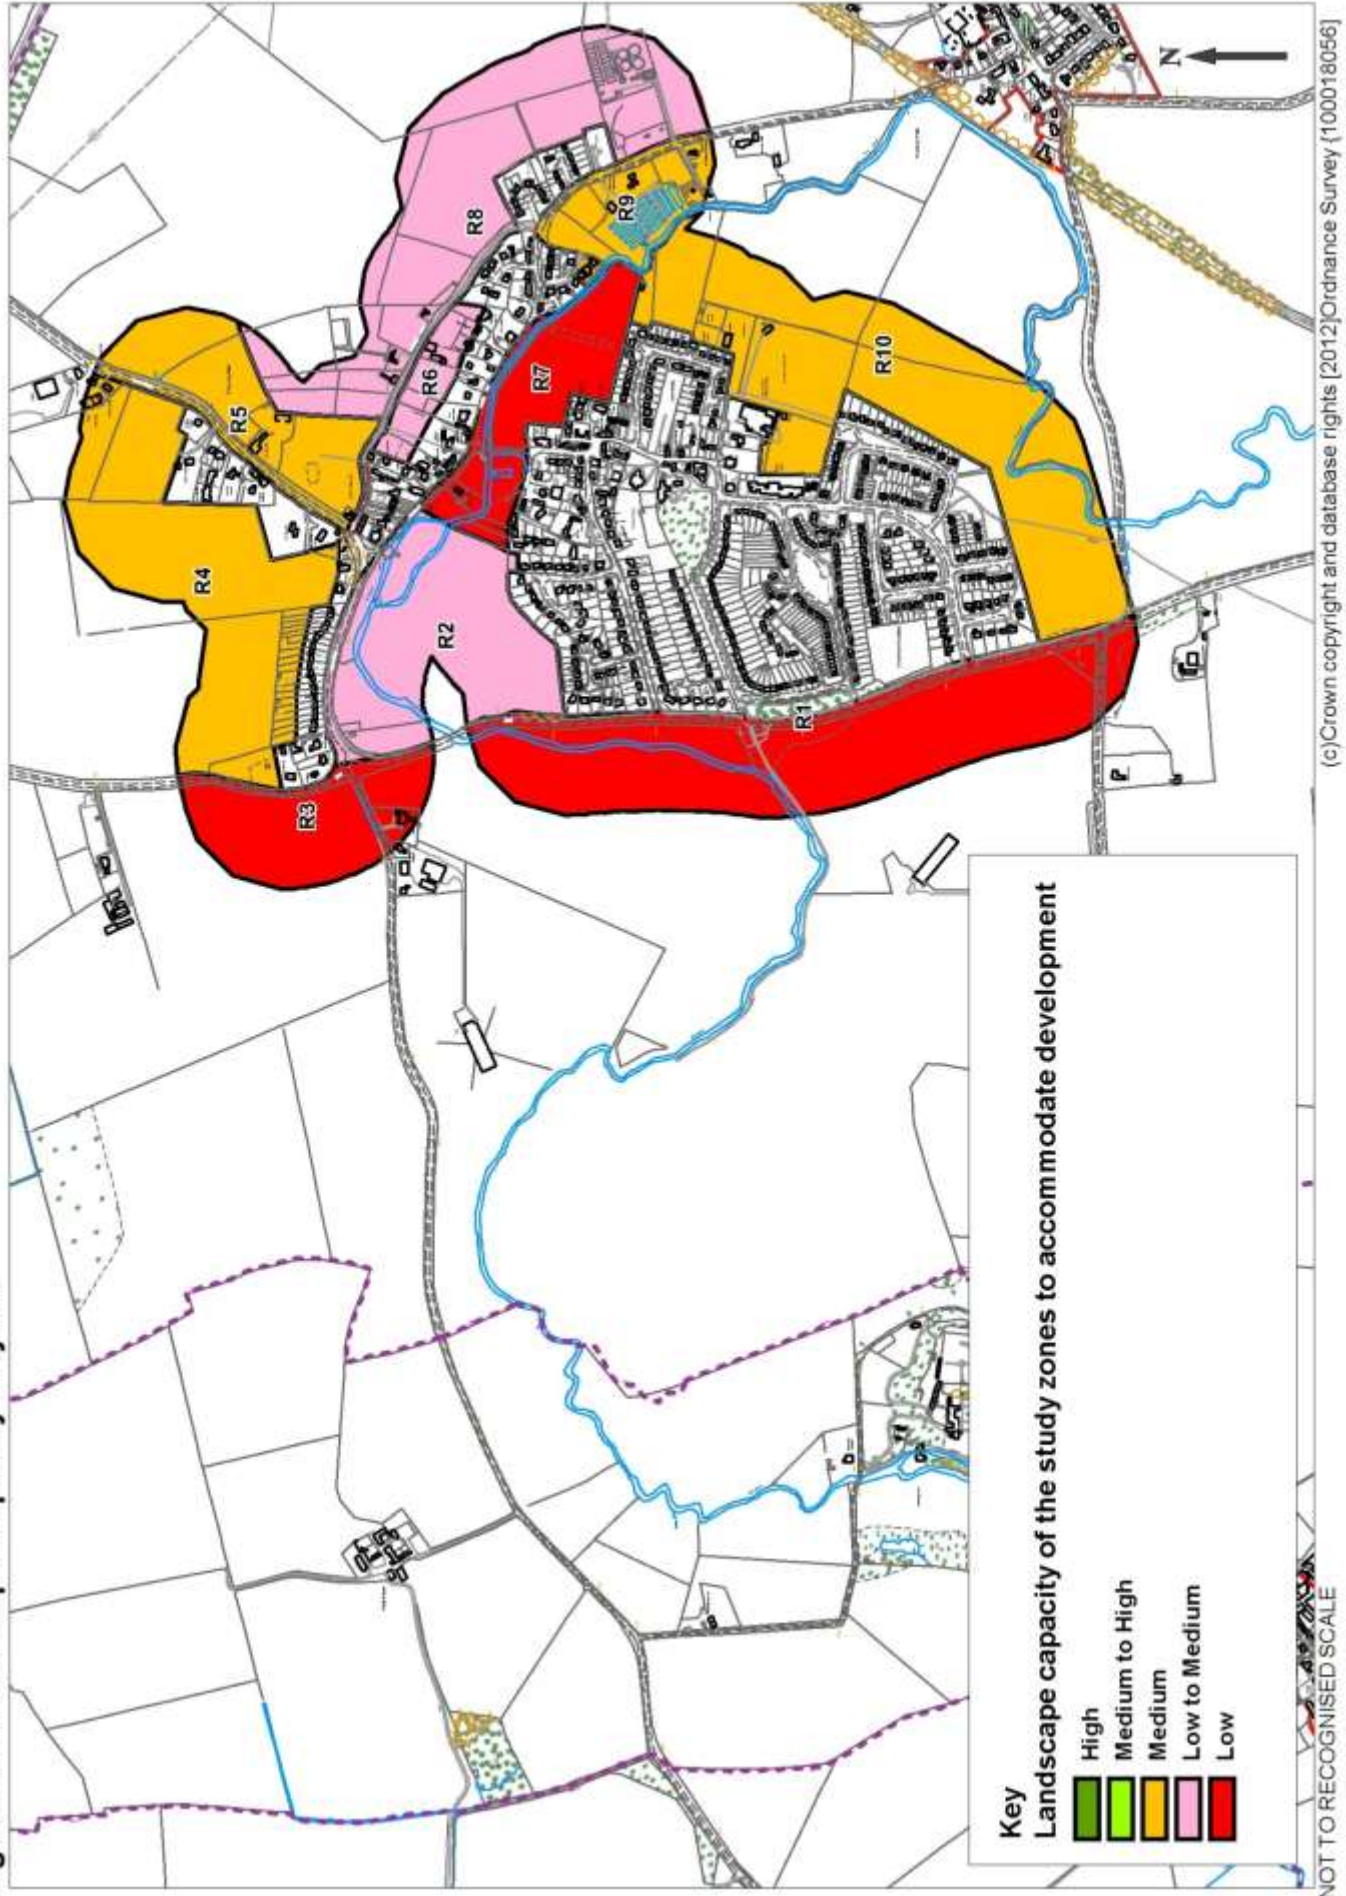 R1
R2
R3
R4
R5
R6
R7
R8
R9
R10
N
Key
Landscape capacity of the study zones to accommodate development
High
Medium to High
Medium
Low to Medium
Low
NOT TO RECOGNISED SCALE
(c)Crown copyright and database rights [2012]Ordnance Survey {100018056]